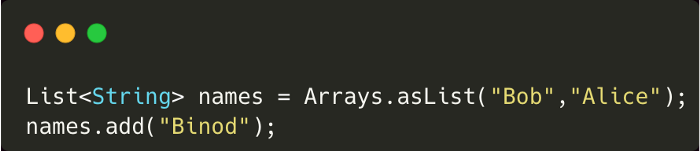 List<String> names = Arrays.asList("Bob","Alice");
names.add("Binod");